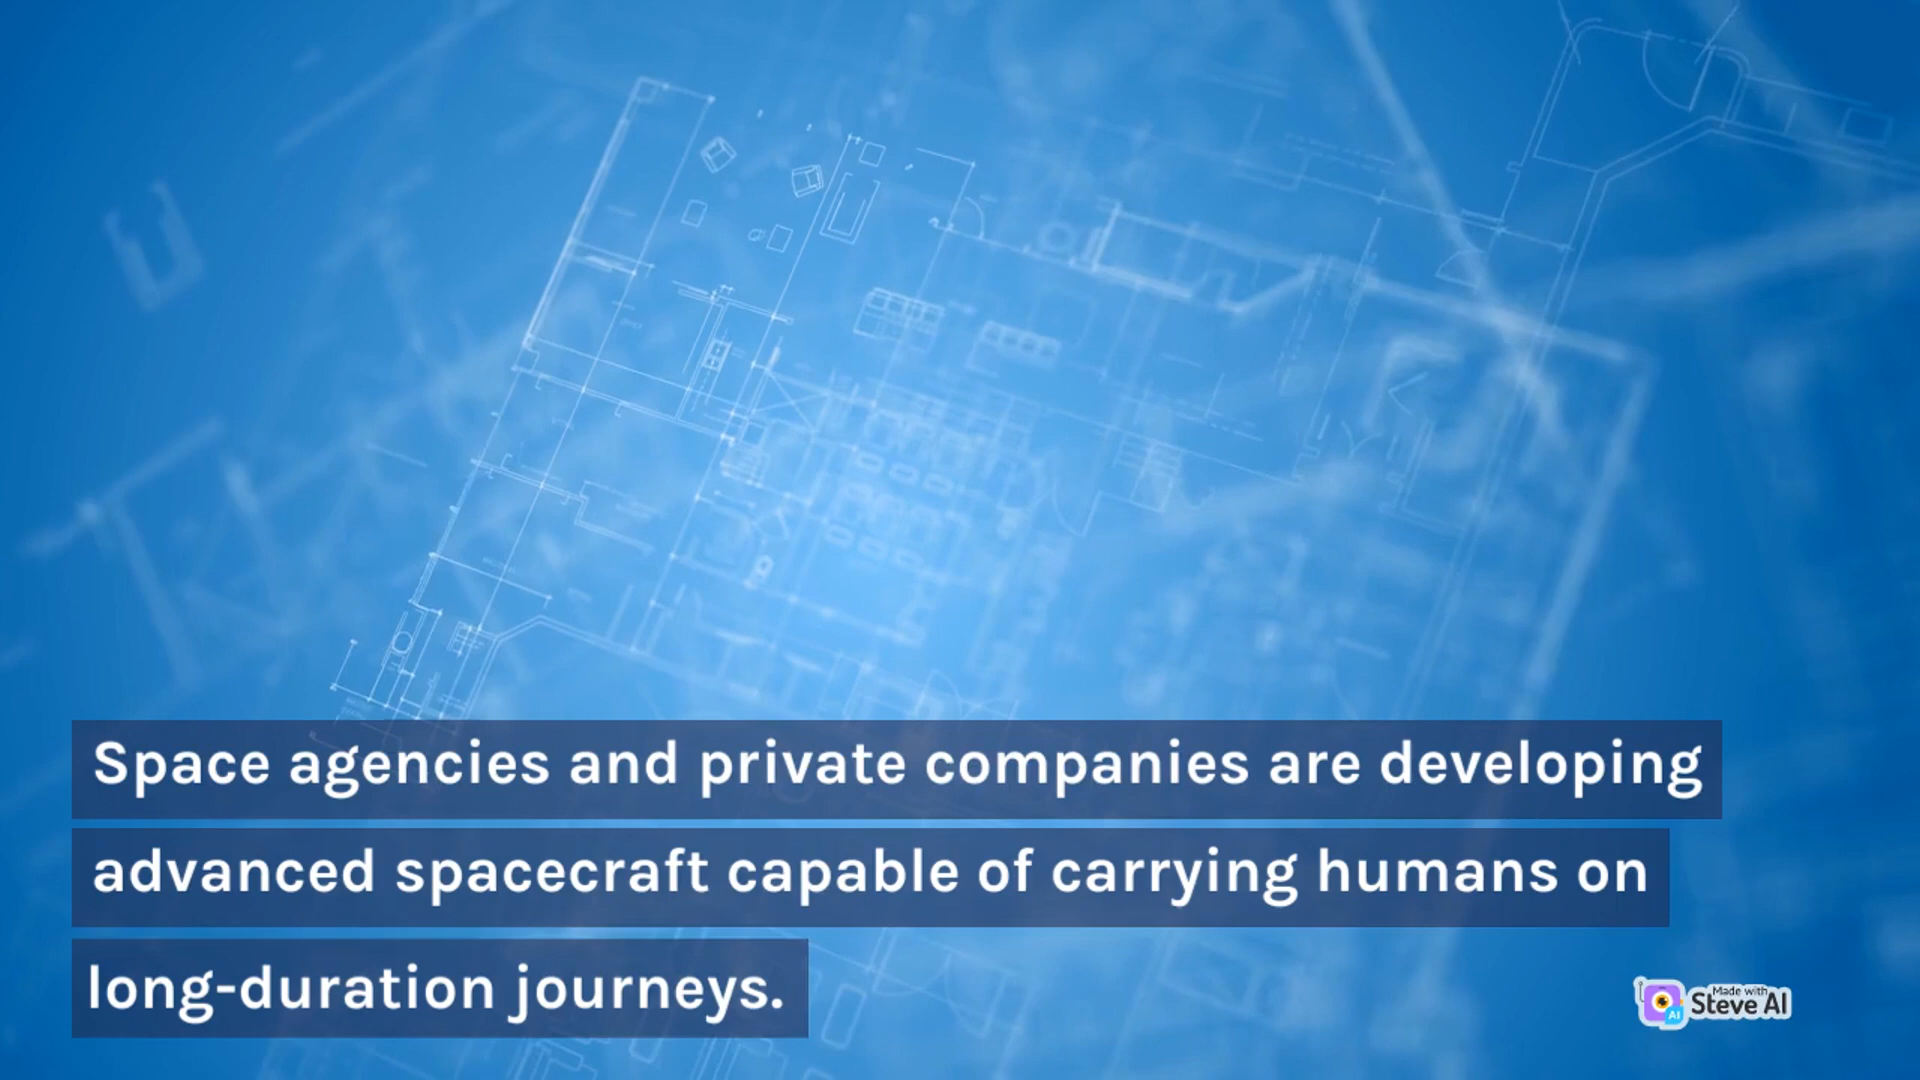 Space agencies and private companies are developing
advanced spacecraft capable of carrying humans on
long-duration journeys.
Made with
Steve AI
AI